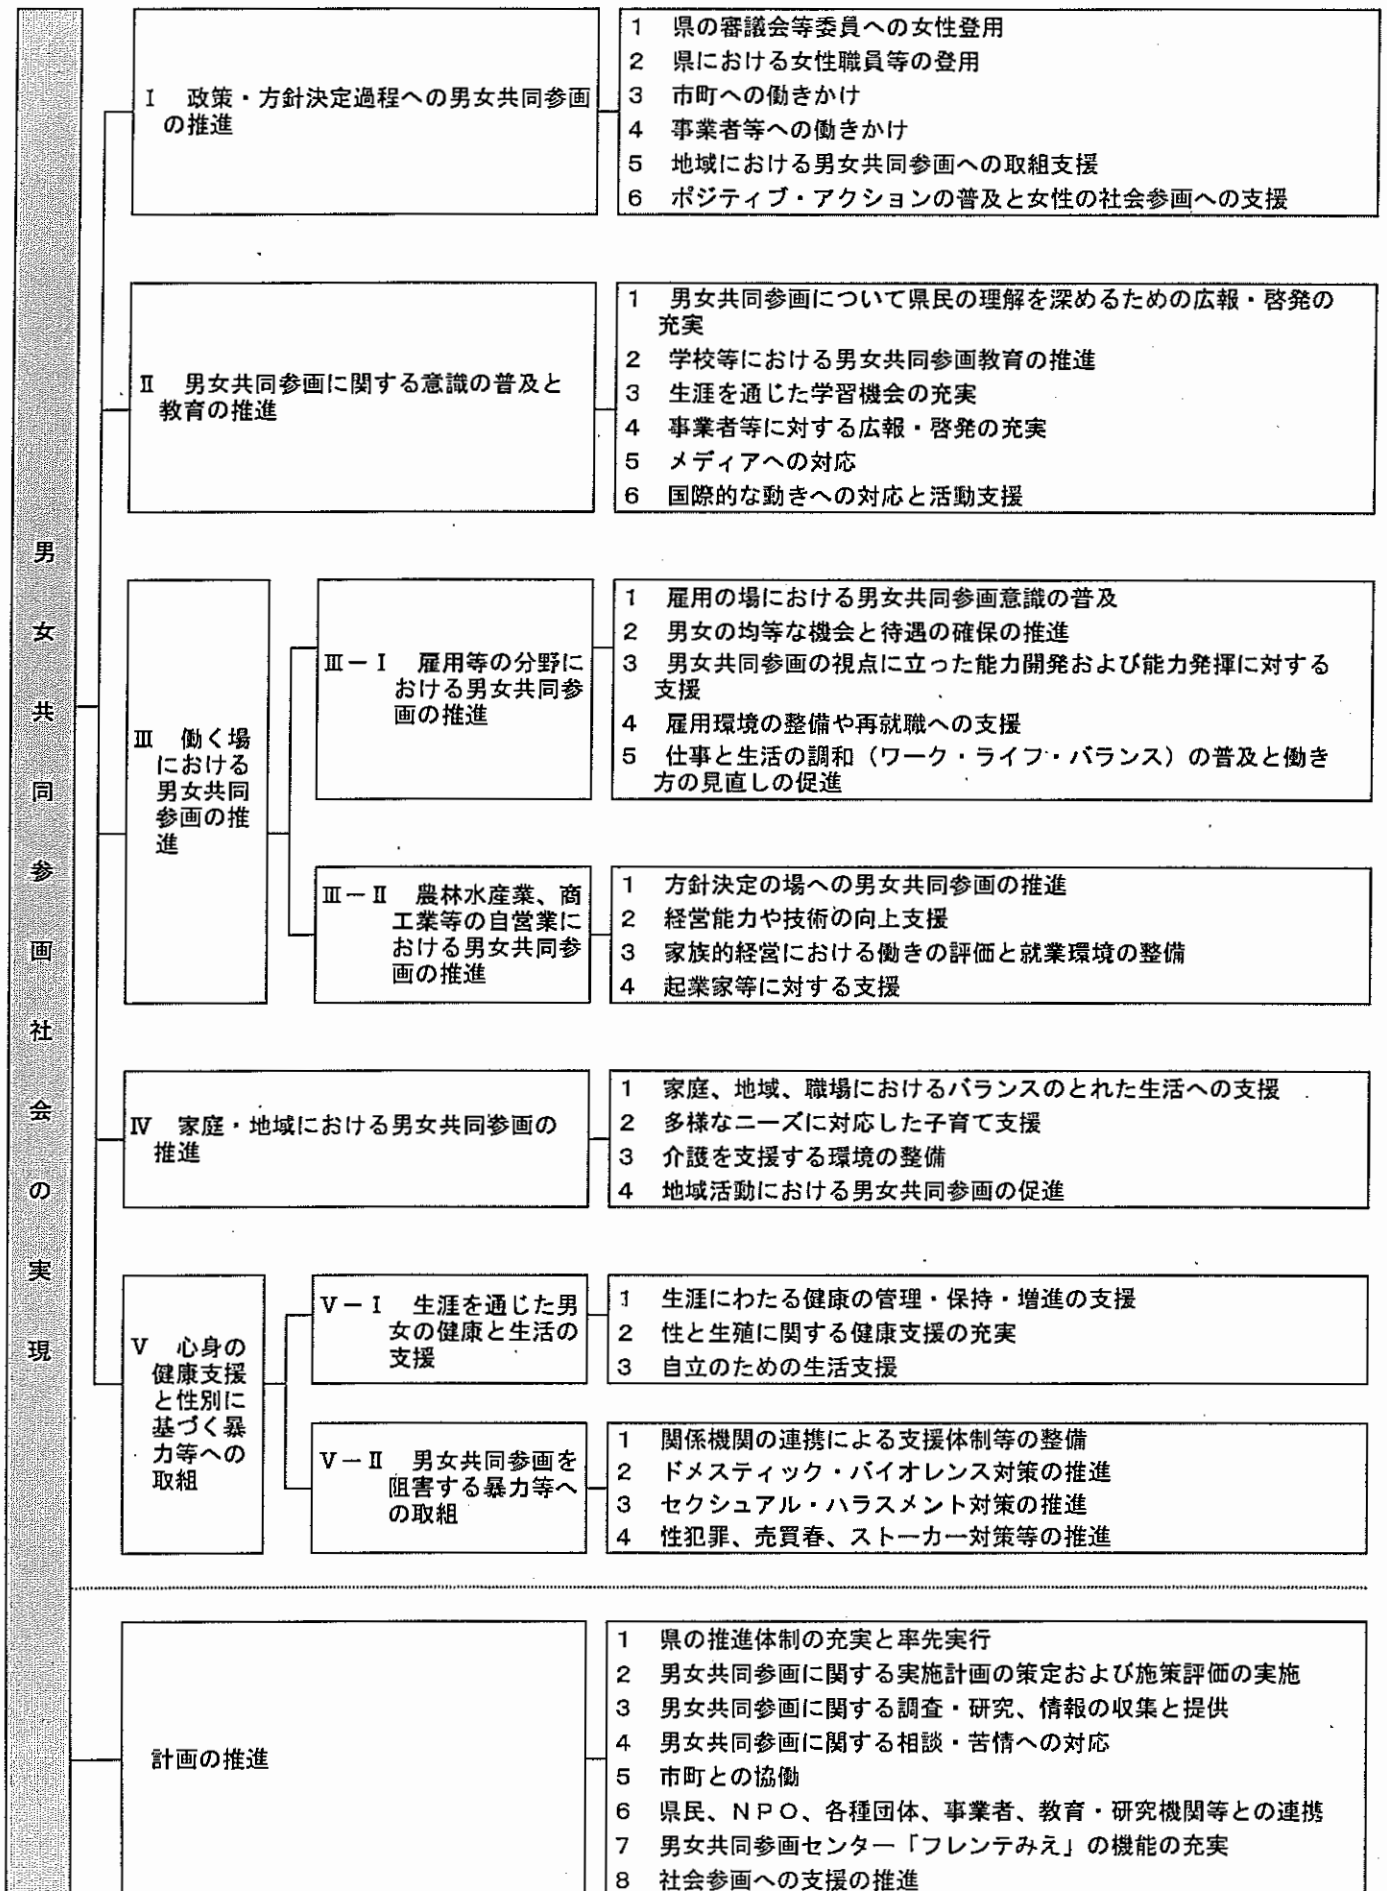 男女共同参画社会の実現
Ⅰ 政策・方針決定過程への男女共同参画
の推進
1 県の審議会等委員への女性登用
2 県における女性職員等の登用
3 市町への働きかけ
4 事業者等への働きかけ
5 地域における男女共同参画への取組支援
6 ポジティブ・アクションの普及と女性の社会参画への支援
Ⅱ 男女共同参画に関する意識の普及と
教育の推進
1 男女共同参画について県民の理解を深めるための広報・啓発の
充実
2 学校等における男女共同参画教育の推進
3 生涯を通じた学習機会の充実
4 事業者等に対する広報・啓発の充実
5 メディアへの対応
6 国際的な動きへの対応と活動支援
Ⅲ 働く場
における
男女共同
参画の推
進
Ⅲ-Ⅰ 雇用等の分野に
おける男女共同参
画の推進
1 雇用の場における男女共同参画意識の普及
2 男女の均等な機会と待遇の確保の推進
3 男女共同参画の視点に立った能力開発および能力発揮に対する
支援
4 雇用環境の整備や再就職への支援
5 仕事と生活の調和(ワーク・ライフ・バランス)の普及と働き
方の見直しの促進
Ⅲ-Ⅱ 農林水産業、商
工業等の自営業に
おける男女共同参
画の推進
1 方針決定の場への男女共同参画の推進
2 経営能力や技術の向上支援
3 家族的経営における働きの評価と就業環境の整備
4 起業家等に対する支援
Ⅳ 家庭・地域における男女共同参画の
推進
1 家庭、地域、職場におけるバランスのとれた生活への支援
2 多様なニーズに対応した子育て支援
3 介護を支援する環境の整備
4 地域活動における男女共同参画の促進
Ⅴ 心身の
健康支援
と性別に
基づく暴
力等への
取組
Ⅴ-Ⅰ 生涯を通じた男
女の健康と生活の
支援
1 生涯にわたる健康の管理・保持・増進の支援
2 性と生殖に関する健康支援の充実
3 自立のための生活支援
Ⅴ-Ⅱ 男女共同参画を
阻害する暴力等へ
の取組
1 関係機関の連携による支援体制等の整備
2 ドメスティック・バイオレンス対策の推進
3 セクシュアル・ハラスメント対策の推進
4 性犯罪、売買春、ストーカー対策等の推進
計画の推進
1 県の推進体制の充実と率先実行
2 男女共同参画に関する実施計画の策定および施策評価の実施
3 男女共同参画に関する調査・研究、情報の収集と提供
4 男女共同参画に関する相談・苦情への対応
5 市町との協働
6 県民、NPO、各種団体、事業者、教育・研究機関等との連携
7 男女共同参画センター「フレンテみえ」の機能の充実
8 社会参画への支援の推進